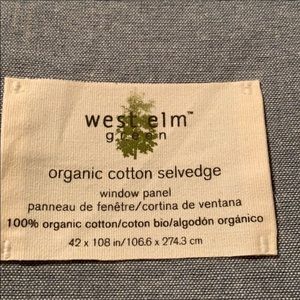 west elm™
green
organic cotton selvedge
window panel
panneau de fenêtre/cortina de ventana
100% organic cotton/coton bio/algodón orgánico
42 x 108 in/106.6 x 274.3 cm